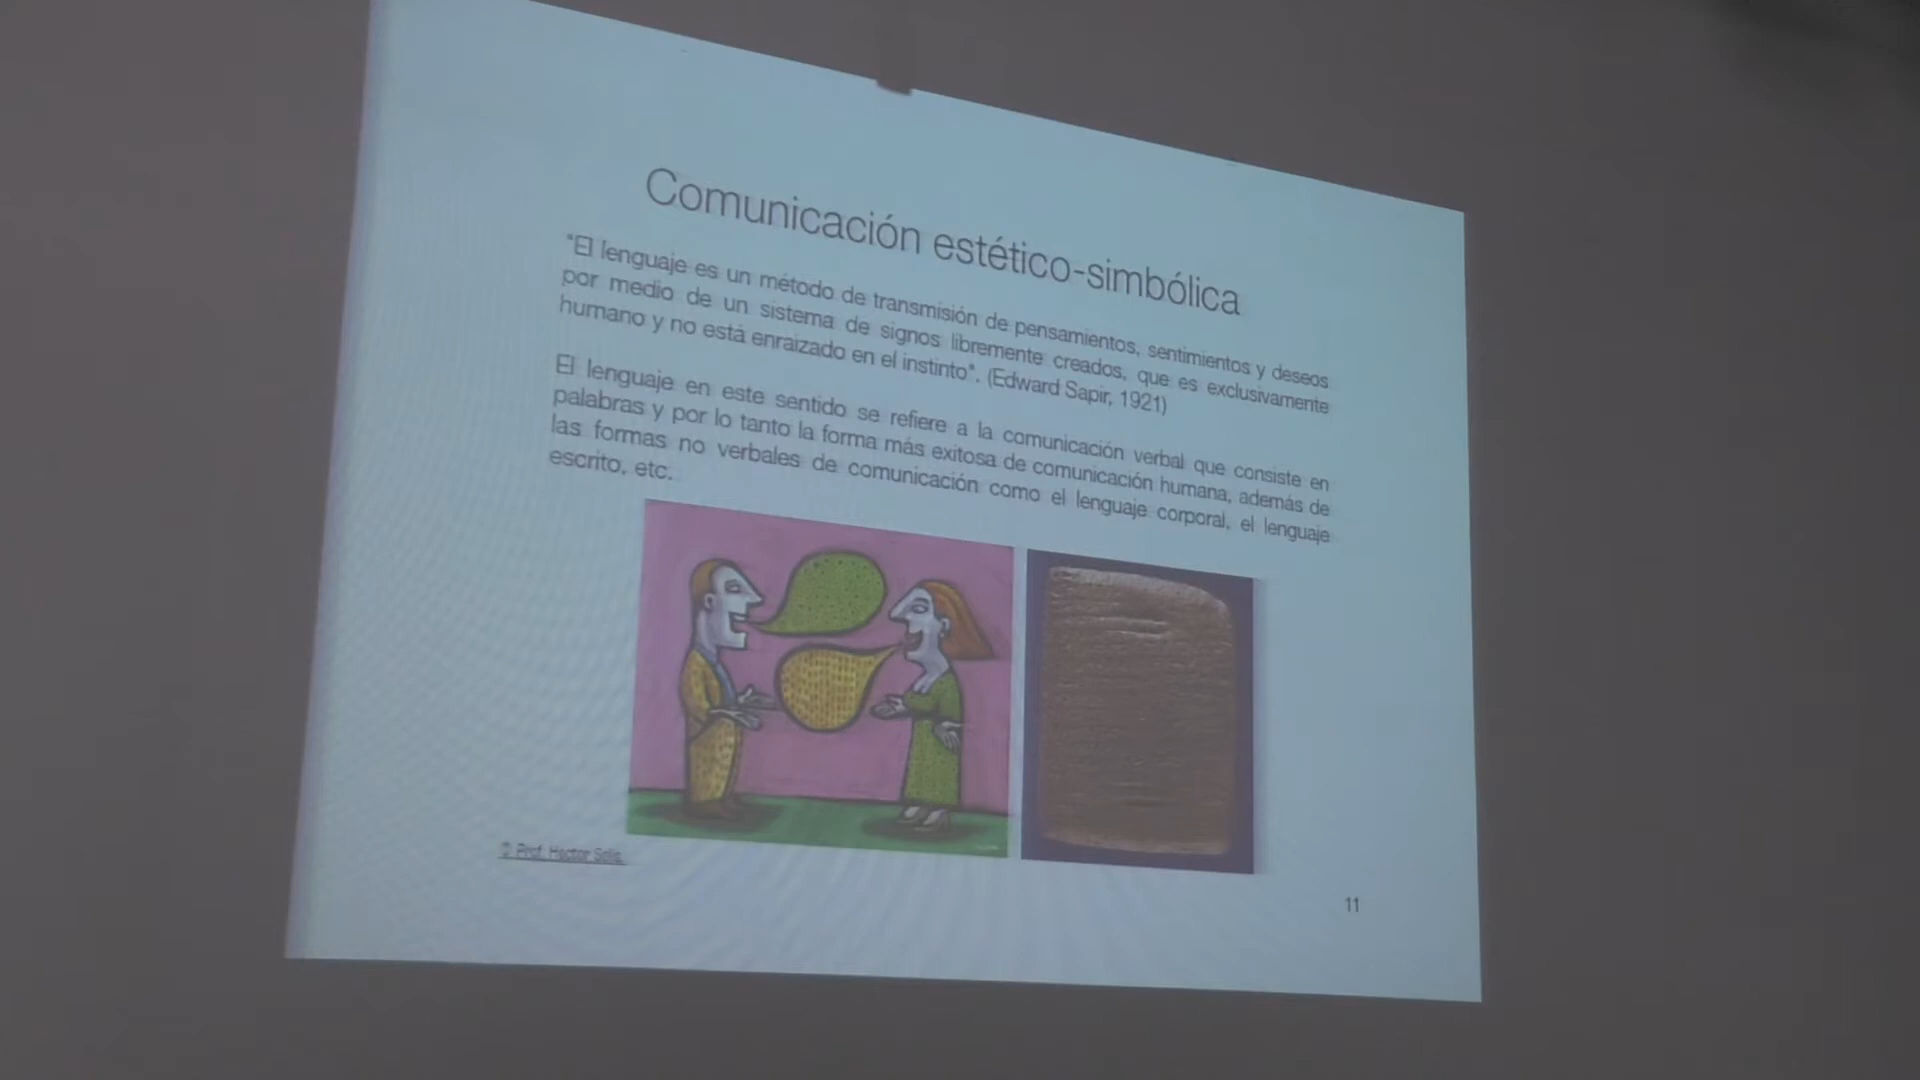 Comunicación estético-simbólica
"El lenguaje es un método de transmisión de pensamientos, sentimientos y deseos
por medio de un sistema de signos libremente creados, que es exclusivamente
humano y no está enraizado en el instinto". (Edward Sapir, 1921)
El lenguaje en este sentido se refiere a la comunicación verbal que consiste en
palabras y por lo tanto la forma más exitosa de comunicación humana, además de
las formas no verbales de comunicación como el lenguaje corporal, el lenguaje
escrito, etc.
© Prof. Hector Solis.
11